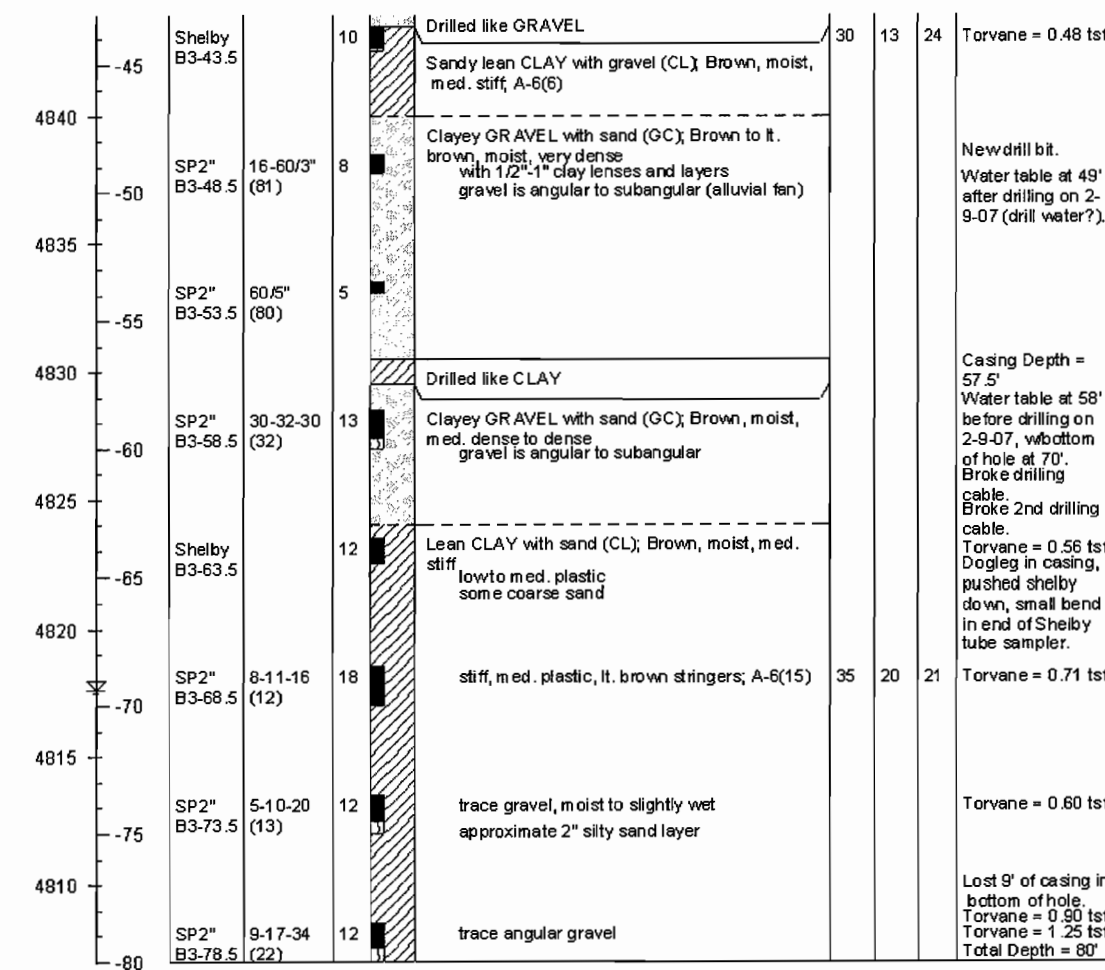 Drilled like GRAVEL
Shelby 10 30 13 24 Torvane = 0.48 tsf
B3-43.5
-45
Sandy lean CLAY with gravel (CL); Brown, moist,
med. stiff; A-6(6)
4840
Clayey GRAVEL with sand (GC); Brown to lt.
brown, moist, very dense
with 1/2"-1" clay lenses and layers
gravel is angular to subangular (alluvial fan)
SP2" 16-60/3" 8
B3-48.5 (81)
New drill bit.
Water table at 49'
after drilling on 2-
9-07 (drill water?).
-50
4835
SP2" 60/5" 5
B3-53.5 (80)
-55
4830
Drilled like CLAY
Casing Depth =
57.5'
Water table at 58'
before drilling on
2-9-07, w/bottom
of hole at 70'.
Broke drilling
cable.
Broke 2nd drilling
cable.
SP2" 30-32-30 13
B3-58.5 (32)
Clayey GRAVEL with sand (GC); Brown, moist,
med. dense to dense
gravel is angular to subangular
-60
4825
Shelby 12
B3-63.5
Lean CLAY with sand (CL); Brown, moist, med.
stiff
low to med. plastic
some coarse sand
Torvane = 0.56 tsf
Dogleg in casing,
pushed shelby
down, small bend
in end of Shelby
tube sampler.
-65
4820
SP2" 8-11-16 18 stiff, med. plastic, lt. brown stringers; A-6(15) 35 20 21 Torvane = 0.71 tsf
B3-68.5 (12)
-70
4815
SP2" 5-10-20 12 trace gravel, moist to slightly wet Torvane = 0.60 tsf
B3-73.5 (13) approximate 2" silty sand layer
-75
4810
Lost 9' of casing in
bottom of hole.
Torvane = 0.90 tsf
Torvane = 1.25 tsf
Total Depth = 80'
SP2" 9-17-34 12 trace angular gravel
B3-78.5 (22)
-80